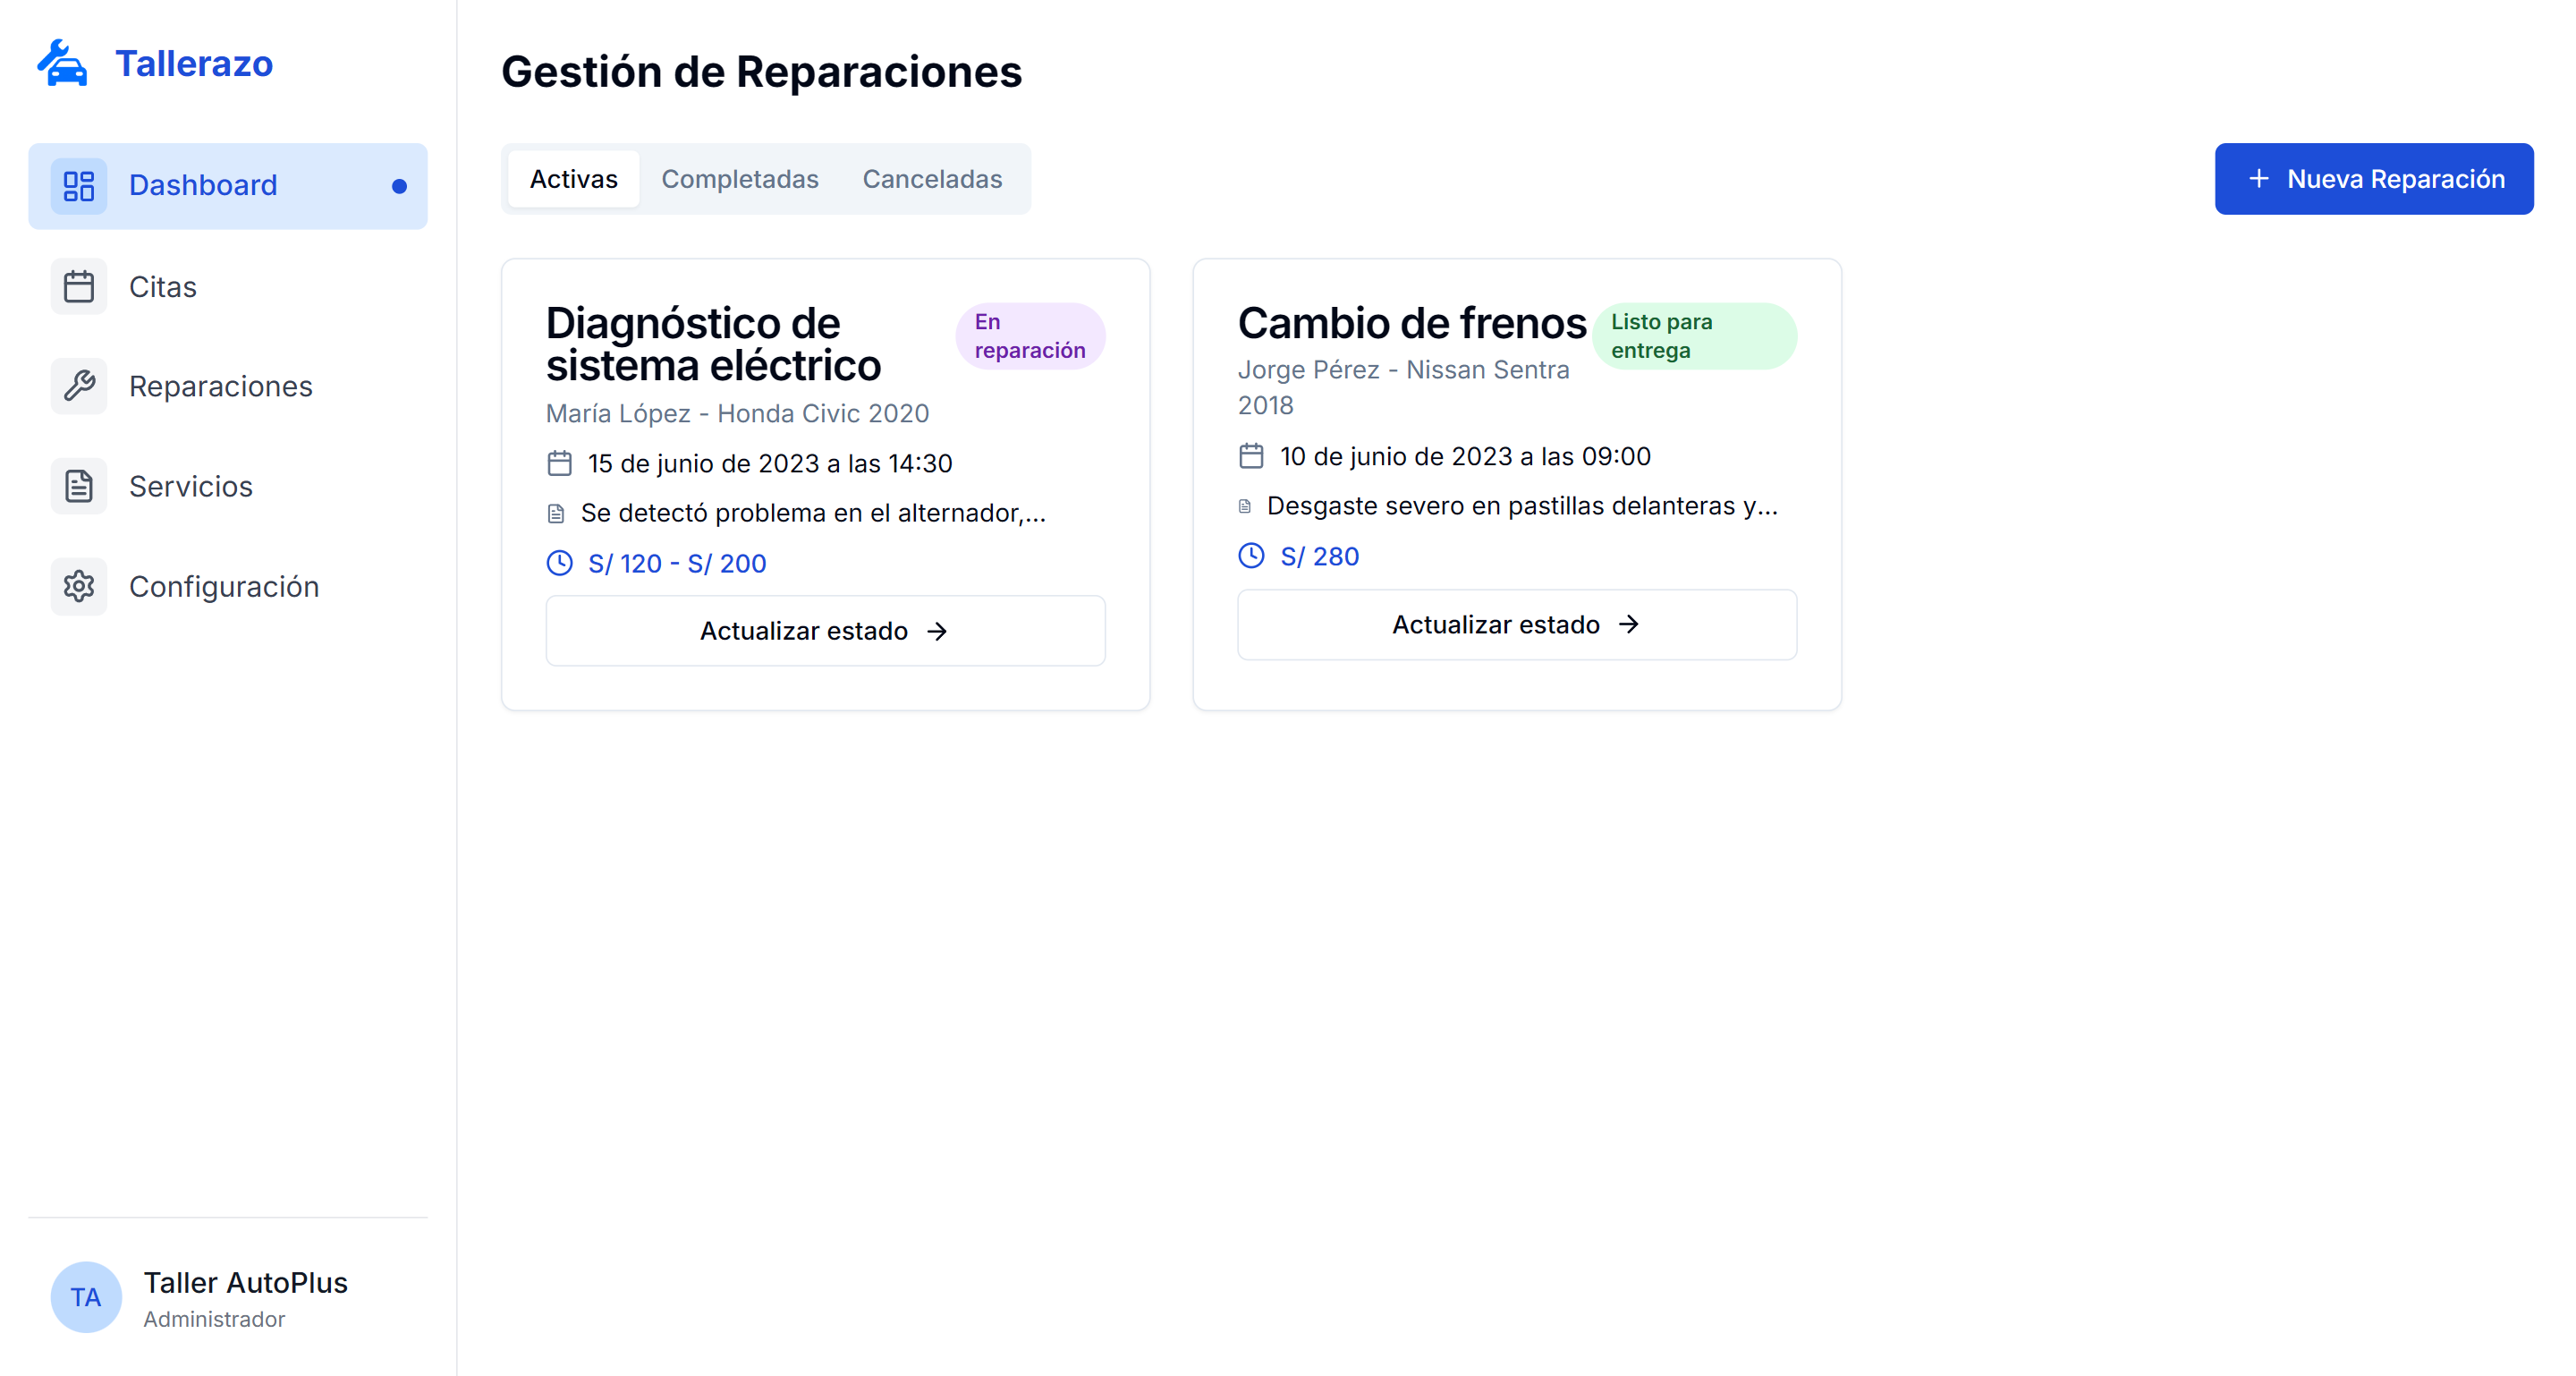 Tallerazo
Dashboard
Citas
Reparaciones
Servicios
Configuración
TA
Taller AutoPlus
Administrador
Gestión de Reparaciones
Activas
Completadas
Canceladas
+ Nueva Reparación
Diagnóstico de
sistema eléctrico
En
reparación
María López - Honda Civic 2020
15 de junio de 2023 a las 14:30
Se detectó problema en el alternador,...
S/ 120 - S/ 200
Actualizar estado →
Cambio de frenos
Listo para
entrega
Jorge Pérez - Nissan Sentra
2018
10 de junio de 2023 a las 09:00
Desgaste severo en pastillas delanteras y...
S/ 280
Actualizar estado →